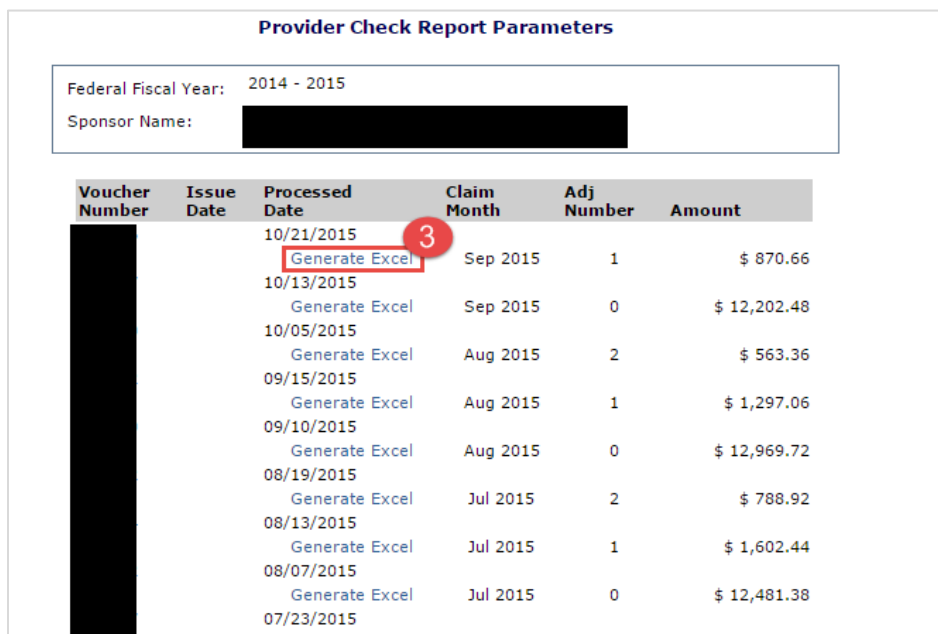 Provider Check Report Parameters
Federal Fiscal Year: 2014 - 2015
Sponsor Name:
Voucher Number Issue Date Processed Date Claim Month Adj Number Amount
10/21/2015
3
Generate Excel Sep 2015 1 $ 870.66
10/13/2015
Generate Excel Sep 2015 0 $ 12,202.48
10/05/2015
Generate Excel Aug 2015 2 $ 563.36
09/15/2015
Generate Excel Aug 2015 1 $ 1,297.06
09/10/2015
Generate Excel Aug 2015 0 $ 12,969.72
08/19/2015
Generate Excel Jul 2015 2 $ 788.92
08/13/2015
Generate Excel Jul 2015 1 $ 1,602.44
08/07/2015
Generate Excel Jul 2015 0 $ 12,481.38
07/23/2015